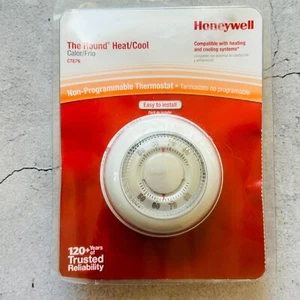 Honeywell
The Round® Heat/Cool
Calor/Frío
CT87N
Compatible with heating
and cooling systems*
Non-Programmable Thermostat • Termostato no programable
Easy to install
120+ Years of
Trusted
Reliability